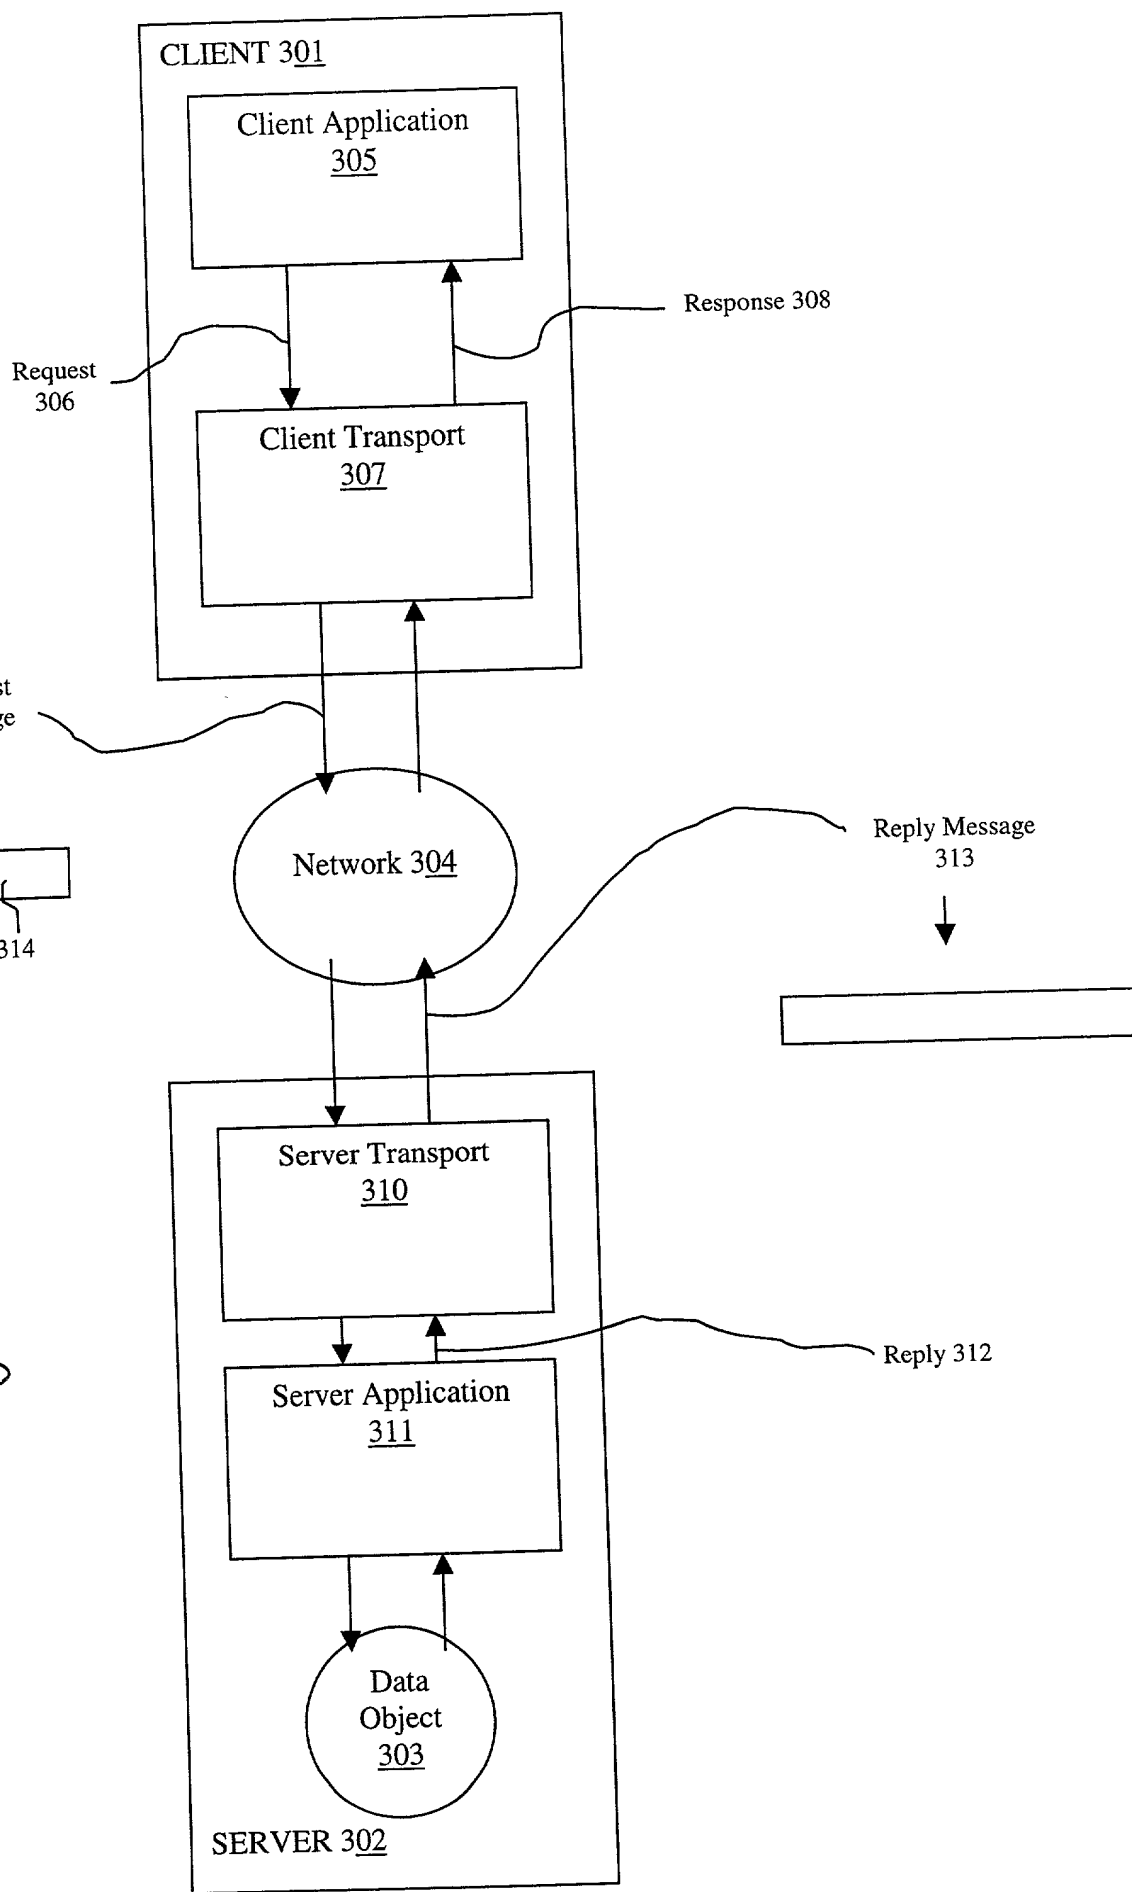 CLIENT 301
Client Application
305
Response 308
Request
306
Client Transport
307
Network 304
Reply Message
313
314
Server Transport
310
Reply 312
Server Application
311
Data
Object
303
SERVER 302